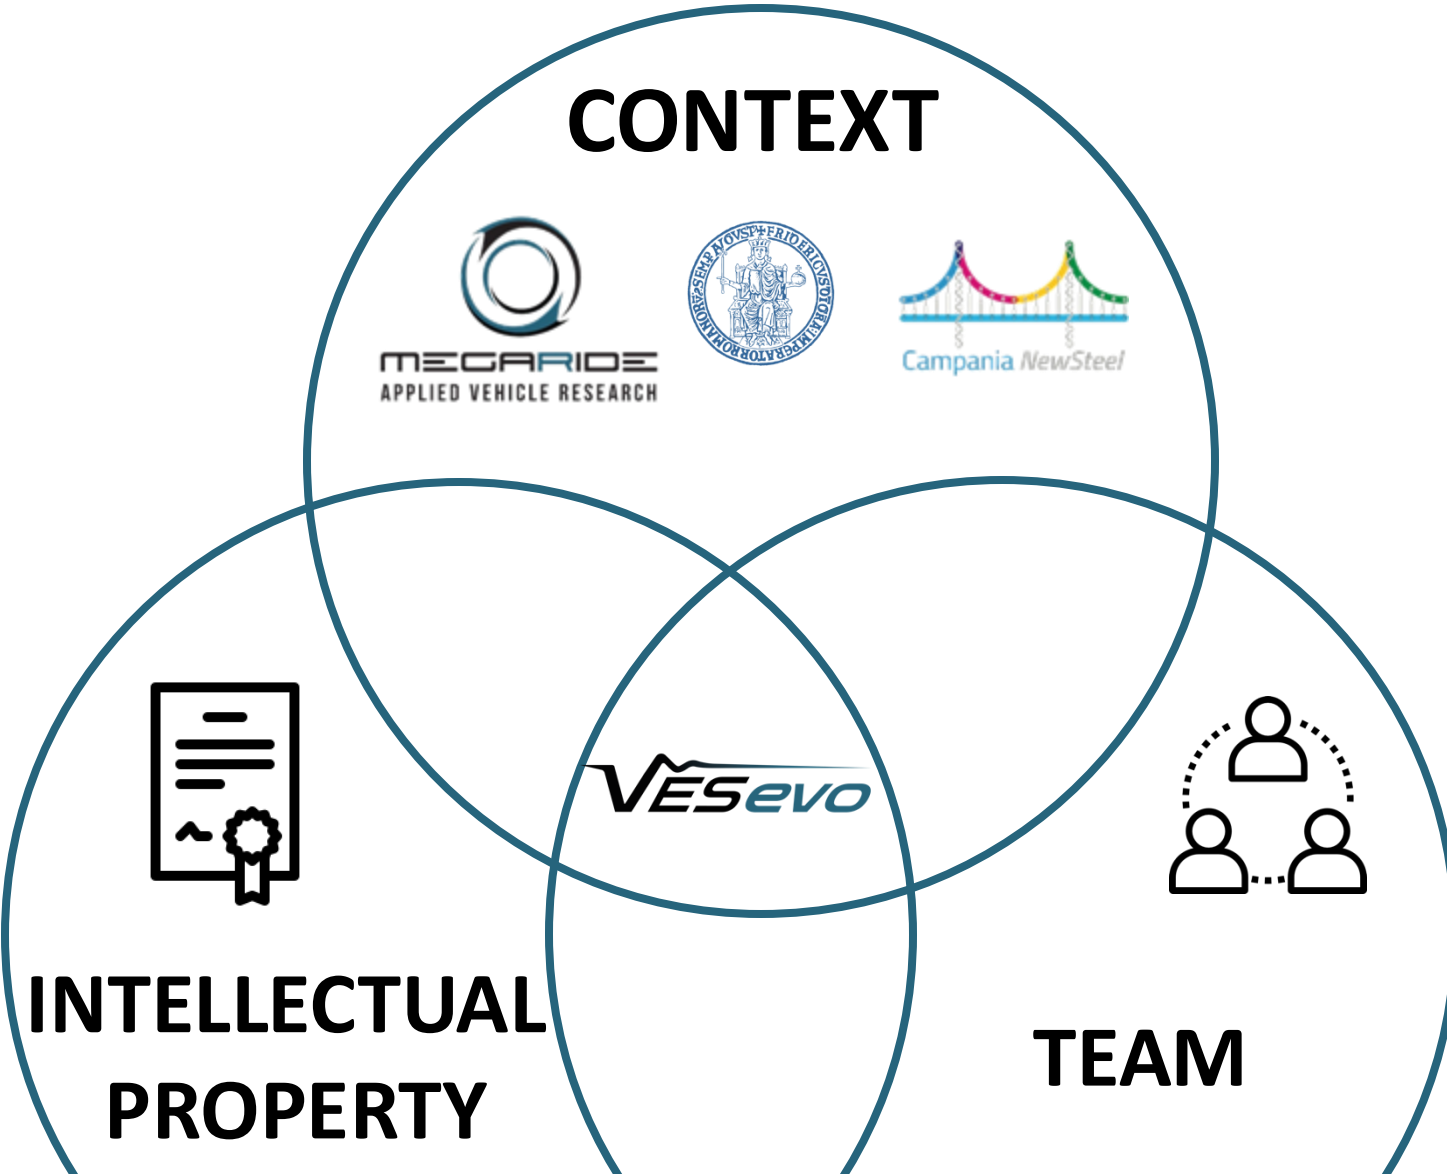 CONTEXT
MEGARIDE
APPLIED VEHICLE RESEARCH
Campania NewSteel
VESevo
INTELLECTUAL
PROPERTY
TEAM